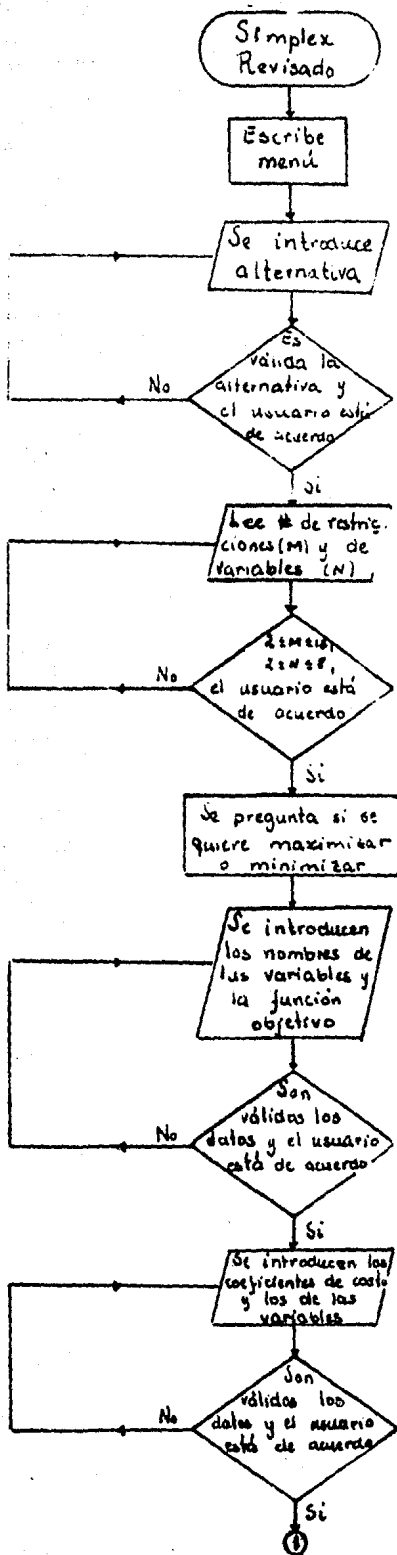 Simplex
Revisado
Escribe
menú
Se introduce
alternativa
Es
válida la
alternativa y
el usuario está
de acuerdo
No
Si
Lee # de restric-
ciones (M) y de
variables (N)
2≤M≤15,
2≤N≤8,
el usuario está
de acuerdo
No
Si
Se pregunta si se
quiere maximizar
o minimizar
Se introducen
los nombres de
las variables y
la función
objetivo
Son
válidos los
datos y el usuario
está de acuerdo
No
Si
Se introducen los
coeficientes de costo
y los de las
variables
Son
válidos los
datos y el usuario
está de acuerdo
No
Si
1